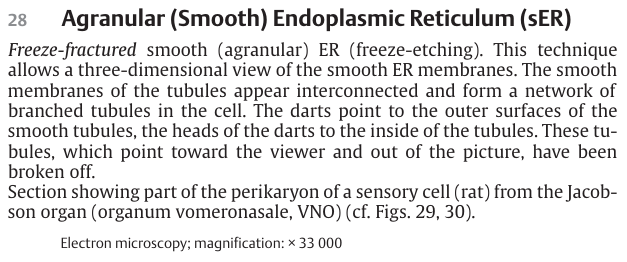 28 Agranular (Smooth) Endoplasmic Reticulum (sER)
Freeze-fractured smooth (agranular) ER (freeze-etching). This technique
allows a three-dimensional view of the smooth ER membranes. The smooth
membranes of the tubules appear interconnected and form a network of
branched tubules in the cell. The darts point to the outer surfaces of the
smooth tubules, the heads of the darts to the inside of the tubules. These tu-
bules, which point toward the viewer and out of the picture, have been
broken off.
Section showing part of the perikaryon of a sensory cell (rat) from the Jacob-
son organ (organum vomeronasale, VNO) (cf. Figs. 29, 30).
Electron microscopy; magnification: × 33 000